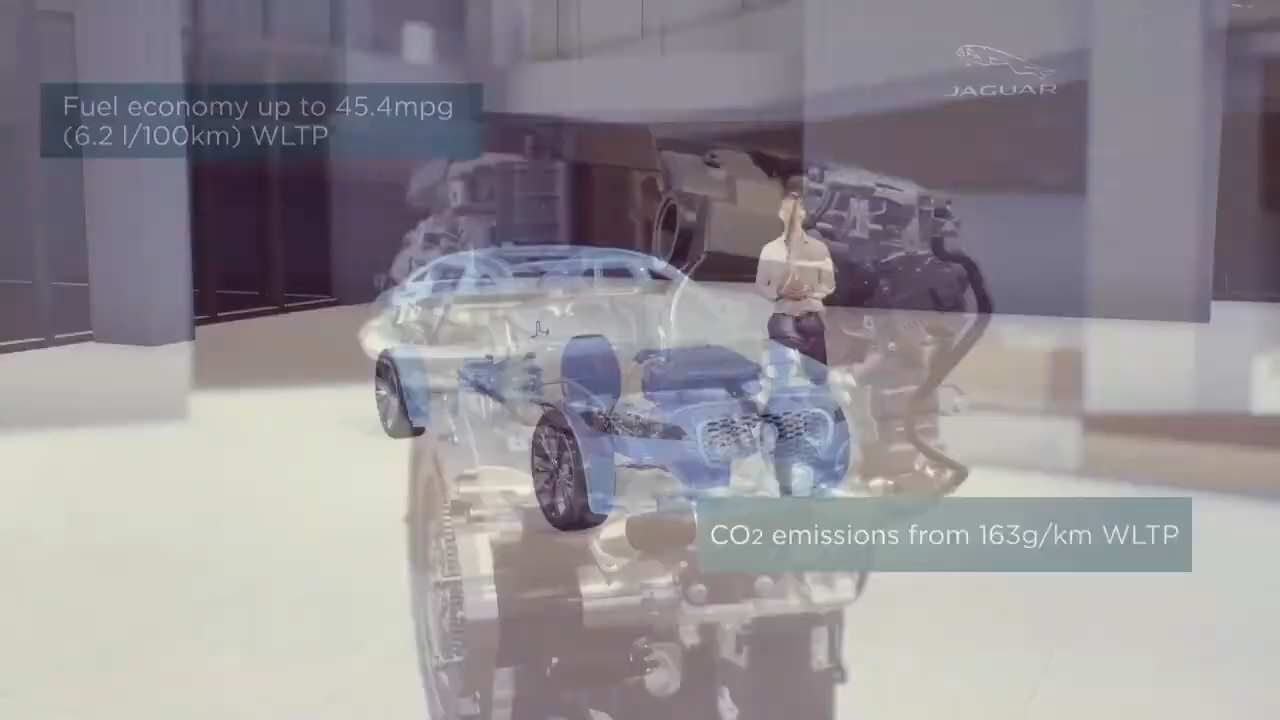 JAGUAR
Fuel economy up to 45.4mpg
(6.2 l/100km) WLTP
CO2 emissions from 163g/km WLTP